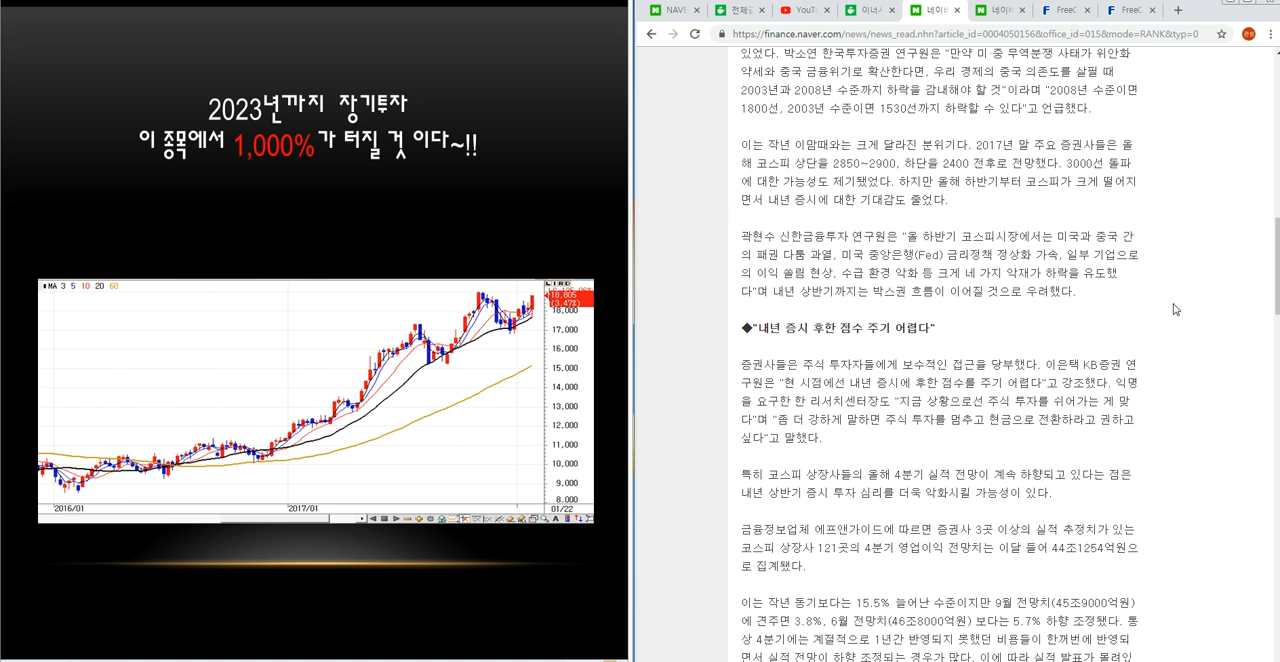 2023년까지 장기투자
이 종목에서 1,000% 가 터질 것 이다~!!
MA 3 5 10 20 60
18,805
(3.47%)
18,000
17,000
16,000
15,000
14,000
13,000
12,000
11,000
10,000
9,000
8,000
2016/01 2017/01 01/22
NAVE
전체글
YouTu
이너서
네이버
네이버
FreeC
FreeC
https://finance.naver.com/news/news_read.nhn?article_id=0004050156&office_id=015&mode=RANK&typ=0
있었다. 박소연 한국투자증권 연구원은 "만약 미·중 무역분쟁 사태가 위안화
약세와 중국 금융위기로 확산한다면, 우리 경제의 중국 의존도를 살필 때
2003년과 2008년 수준까지 하락을 감내해야 할 것"이라며 "2008년 수준이면
1800선, 2003년 수준이면 1530선까지 하락할 수 있다"고 언급했다.
이는 작년 이맘때와는 크게 달라진 분위기다. 2017년 말 주요 증권사들은 올
해 코스피 상단을 2850~2900, 하단을 2400 전후로 전망했다. 3000선 돌파
에 대한 가능성도 제기됐었다. 하지만 올해 하반기부터 코스피가 크게 떨어지
면서 내년 증시에 대한 기대감도 줄었다.
곽현수 신한금융투자 연구원은 "올 하반기 코스피시장에서는 미국과 중국 간
의 패권 다툼 과열, 미국 중앙은행(Fed) 금리정책 정상화 가속, 일부 기업으로
의 이익 쏠림 현상, 수급 환경 악화 등 크게 네 가지 악재가 하락을 유도했
다"며 내년 상반기까지는 박스권 흐름이 이어질 것으로 우려했다.
◆"내년 증시 후한 점수 주기 어렵다"
증권사들은 주식 투자자들에게 보수적인 접근을 당부했다. 이은택 KB증권 연
구원은 "현 시점에선 내년 증시에 후한 점수를 주기 어렵다"고 강조했다. 익명
을 요구한 한 리서치센터장도 "지금 상황으로선 주식 투자를 쉬어가는 게 맞
다"며 "좀 더 강하게 말하면 주식 투자를 멈추고 현금으로 전환하라고 권하고
싶다"고 말했다.
특히 코스피 상장사들의 올해 4분기 실적 전망이 계속 하향되고 있다는 점은
내년 상반기 증시 투자 심리를 더욱 악화시킬 가능성이 있다.
금융정보업체 에프앤가이드에 따르면 증권사 3곳 이상의 실적 추정치가 있는
코스피 상장사 121곳의 4분기 영업이익 전망치는 이달 들어 44조1254억원으
로 집계됐다.
이는 작년 동기보다는 15.5% 늘어난 수준이지만 9월 전망치(45조9000억원)
에 견주면 3.8%, 6월 전망치(46조8000억원) 보다는 5.7% 하향 조정됐다. 통
상 4분기에는 계절적으로 1년간 반영되지 못했던 비용들이 한꺼번에 반영되
면서 실적 전망이 하향 조정되는 경우가 많다. 이에 따라 실적 발표가 몰려있